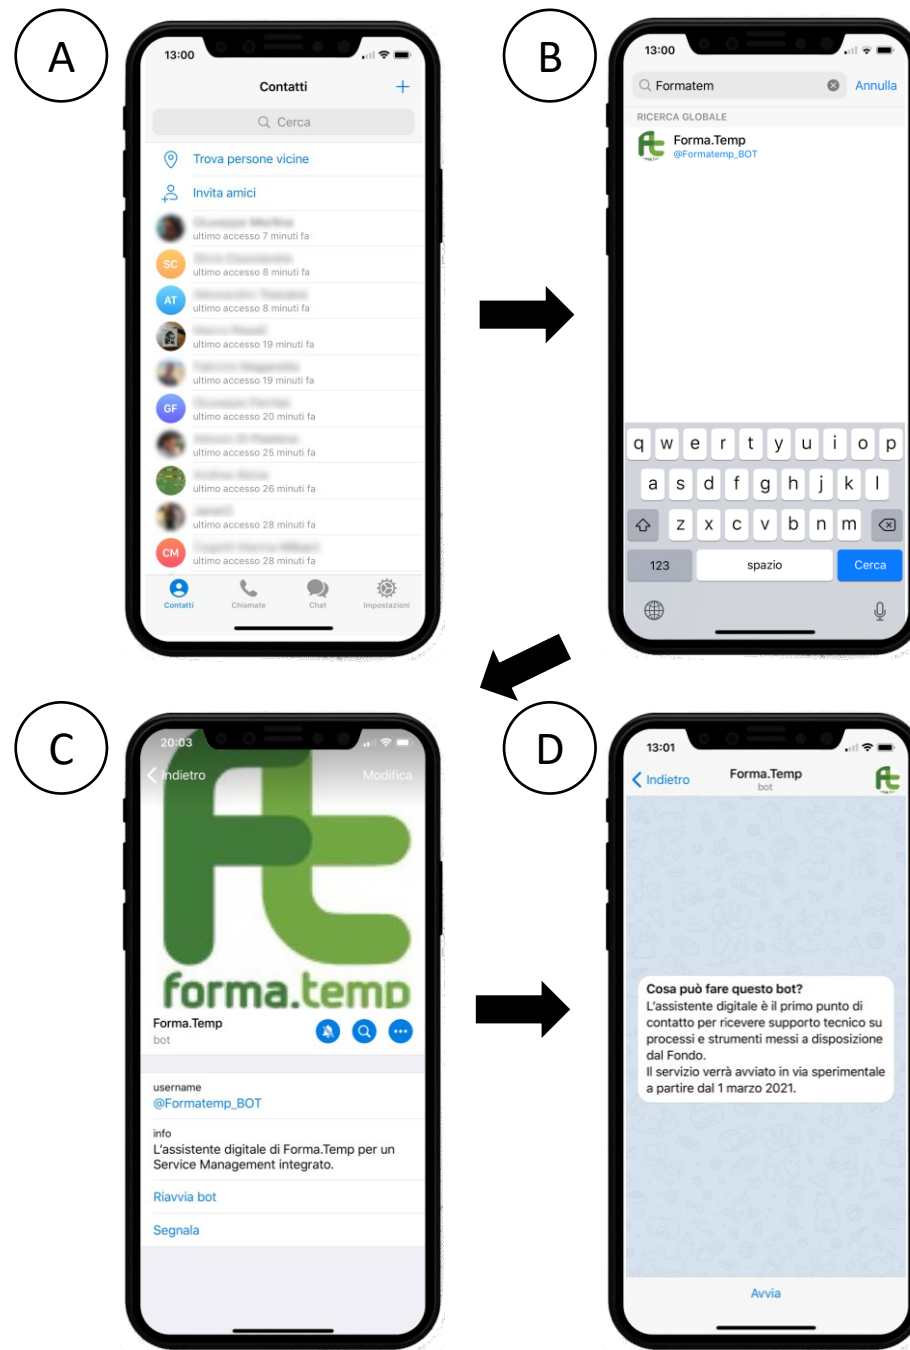 A
13:00
Contatti
Cerca
Trova persone vicine
Invita amici
ultimo accesso 7 minuti fa
SC
ultimo accesso 8 minuti fa
AT
ultimo accesso 8 minuti fa
ultimo accesso 19 minuti fa
ultimo accesso 19 minuti fa
GF
ultimo accesso 20 minuti fa
ultimo accesso 25 minuti fa
ultimo accesso 26 minuti fa
ultimo accesso 28 minuti fa
CM
ultimo accesso 28 minuti fa
Contatti Chiamate Chat Impostazioni
B
13:00
Formatem Annulla
RICERCA GLOBALE
Forma.Temp
@Formatemp_BOT
q w e r t y u i o p
a s d f g h j k l
z x c v b n m
123 spazio Cerca
C
20:03
Indietro Modifica
forma.temp
Forma.Temp
bot
username
@Formatemp_BOT
info
L'assistente digitale di Forma.Temp per un
Service Management integrato.
Riavvia bot
Segnala
D
13:01
Indietro Forma.Temp
bot
Cosa può fare questo bot?
L'assistente digitale è il primo punto di
contatto per ricevere supporto tecnico su
processi e strumenti messi a disposizione
dal Fondo.
Il servizio verrà avviato in via sperimentale
a partire dal 1 marzo 2021.
Avvia